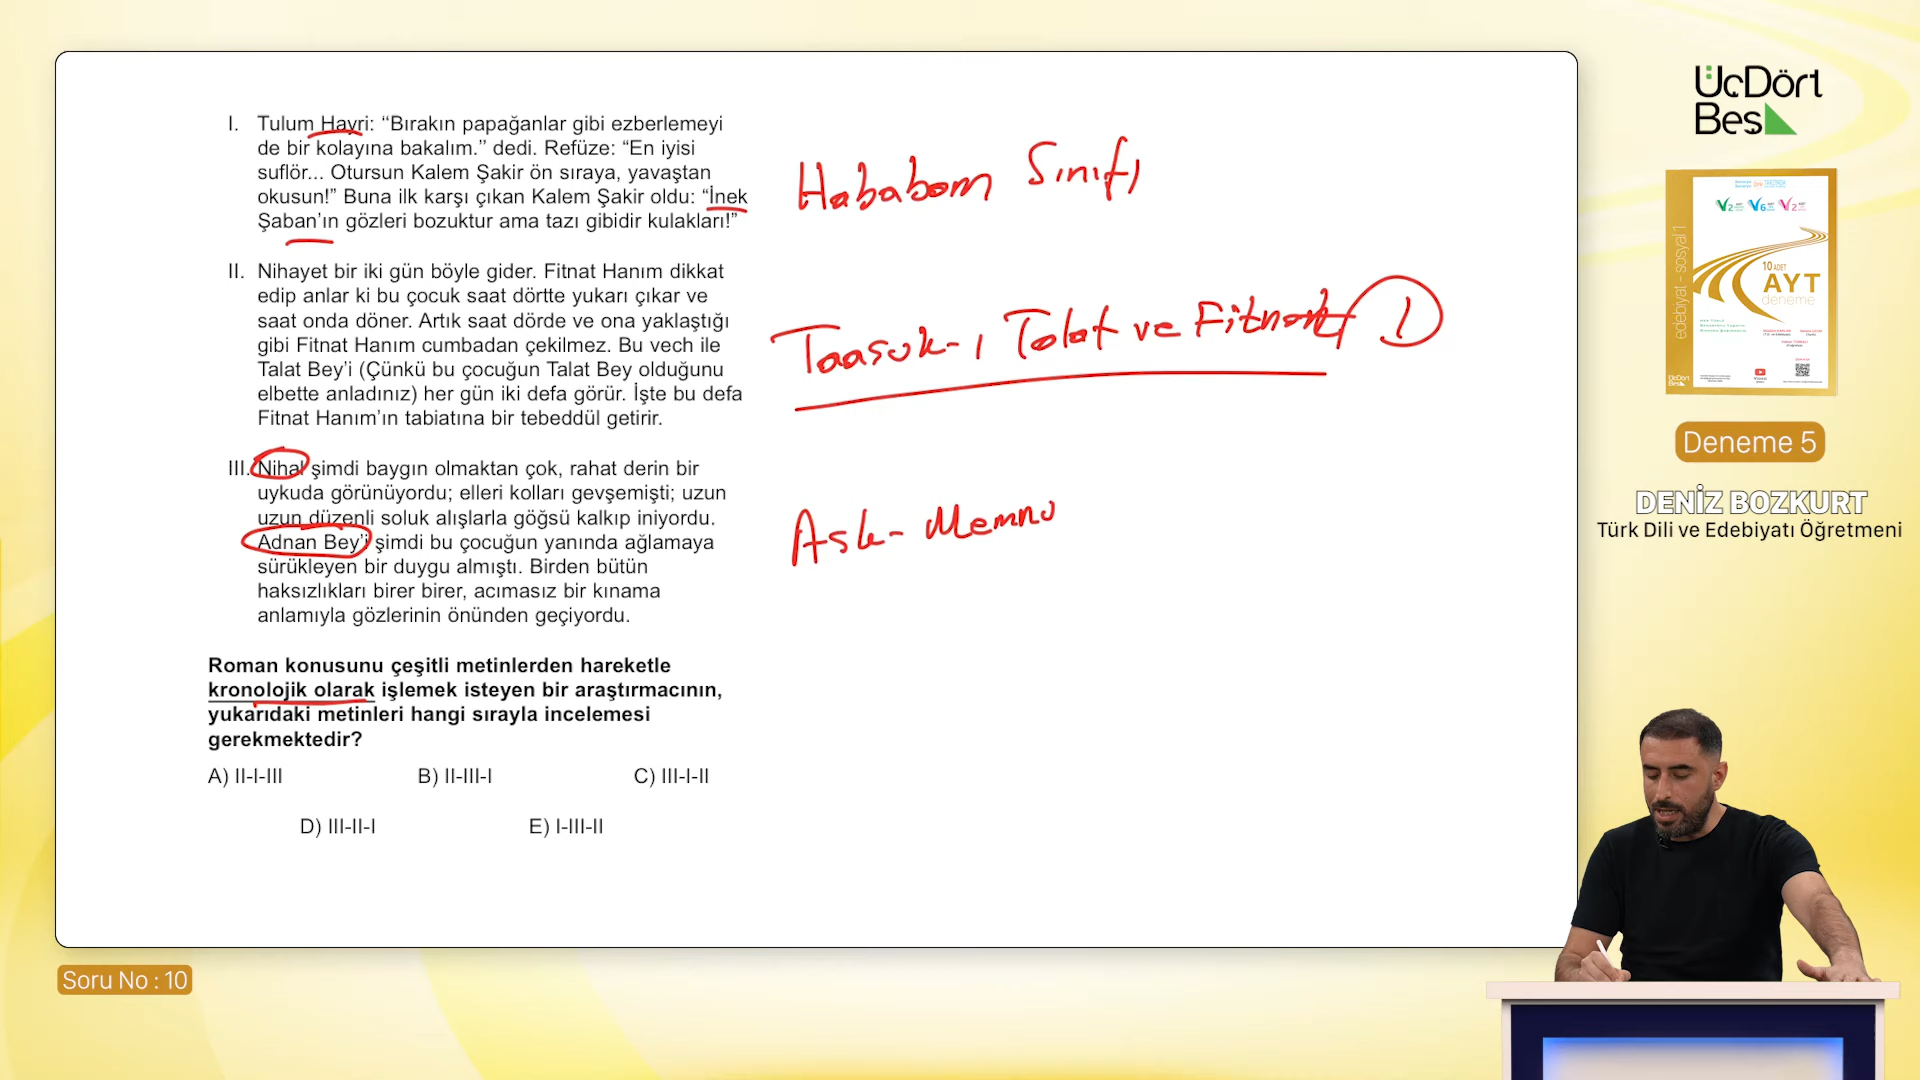 I. Tulum Hayri: “Bırakın papağanlar gibi ezberlemeyi
de bir kolayına bakalım.” dedi. Refüze: “En iyisi
suflör... Otursun Kalem Şakir ön sıraya, yavaştan
okusun!” Buna ilk karşı çıkan Kalem Şakir oldu: “İnek
Şaban’ın gözleri bozuktur ama tazı gibidir kulakları!”
Hababam Sınıfı
II. Nihayet bir iki gün böyle gider. Fitnat Hanım dikkat
edip anlar ki bu çocuk saat dörtte yukarı çıkar ve
saat onda döner. Artık saat dörde ve ona yaklaştığı
gibi Fitnat Hanım cumbadan çekilmez. Bu vech ile
Talat Bey’i (Çünkü bu çocuğun Talat Bey olduğunu
elbette anladınız) her gün iki defa görür. İşte bu defa
Fitnat Hanım’ın tabiatına bir tebeddül getirir.
Taaşuk-ı Talat ve Fitnat
III. Nihal şimdi baygın olmaktan çok, rahat derin bir
uykuda görünüyordu; elleri kolları gevşemişti; uzun
uzun düzenli soluk alışlarla göğsü kalkıp iniyordu.
Adnan Bey’i şimdi bu çocuğun yanında ağlamaya
sürükleyen bir duygu almıştı. Birden bütün
haksızlıkları birer birer, acımasız bir kınama
anlamıyla gözlerinin önünden geçiyordu.
Aşk-Memnu
Roman konusunu çeşitli metinlerden hareketle
kronolojik olarak işlemek isteyen bir araştırmacının,
yukarıdaki metinleri hangi sırayla incelemesi
gerekmektedir?
A) II-I-III B) II-III-I C) III-I-II
D) III-II-I E) I-III-II
Soru No : 10
ÜçDört
Beş
edebiyat - sosyal 1
10 ADET
AYT
deneme
ÜçDört
Beş
Deneme 5
DENİZ BOZKURT
Türk Dili ve Edebiyatı Öğretmeni